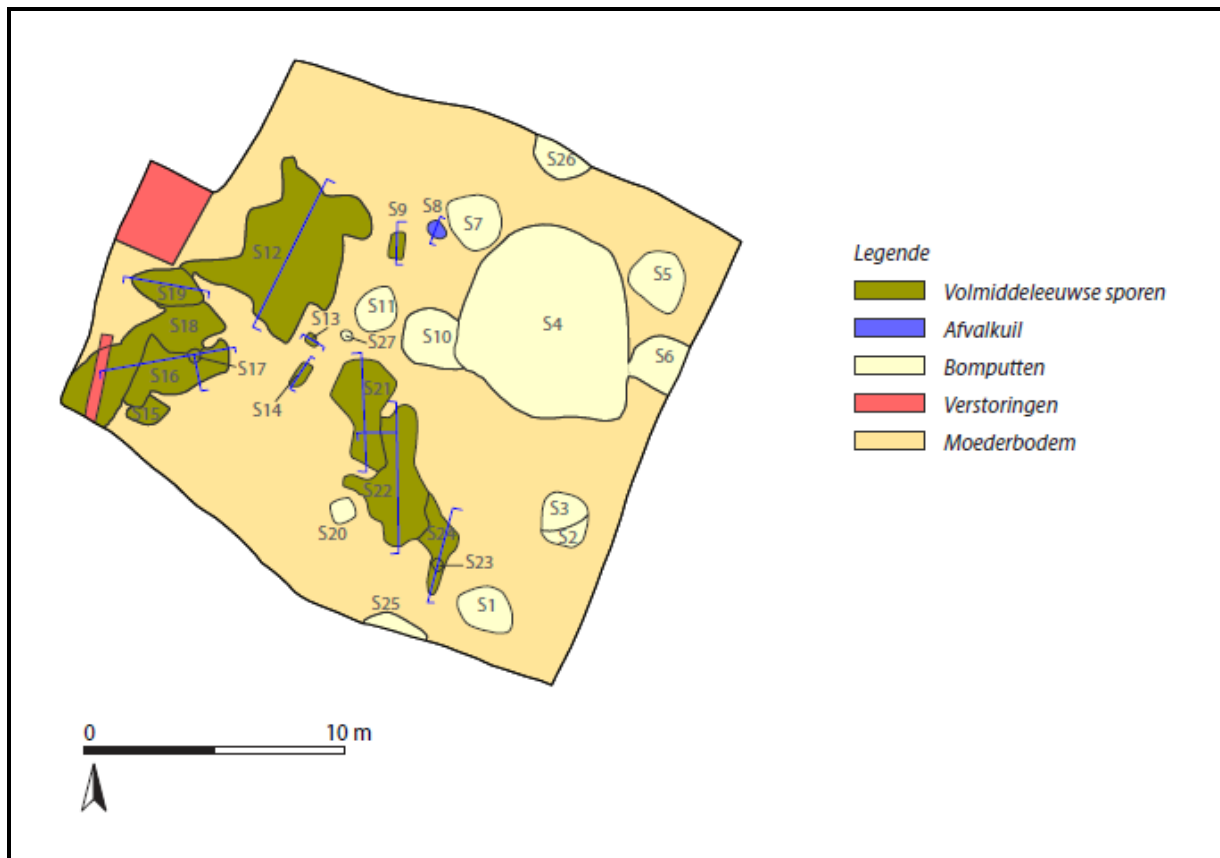 S26
S8
S9
S7
S12
S5
S19
S11
S13
S4
S18
S10
S27
S6
S17
S16
S21
S14
S15
S22
S3
S20
S24
S2
S23
S25
S1
0 10 m
Legende
Volmiddeleeuwse sporen
Afvalkuil
Bomputten
Verstoringen
Moederbodem